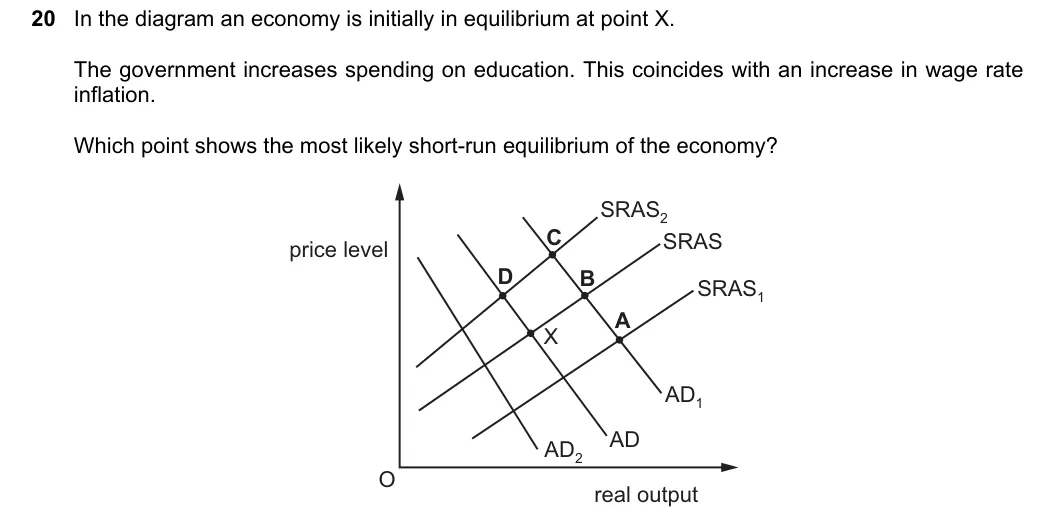 20 In the diagram an economy is initially in equilibrium at point X.
The government increases spending on education. This coincides with an increase in wage rate
inflation.
Which point shows the most likely short-run equilibrium of the economy?
SRAS2
C
SRAS
price level
D
B
SRAS1
A
X
AD1
AD
AD2
O
real output